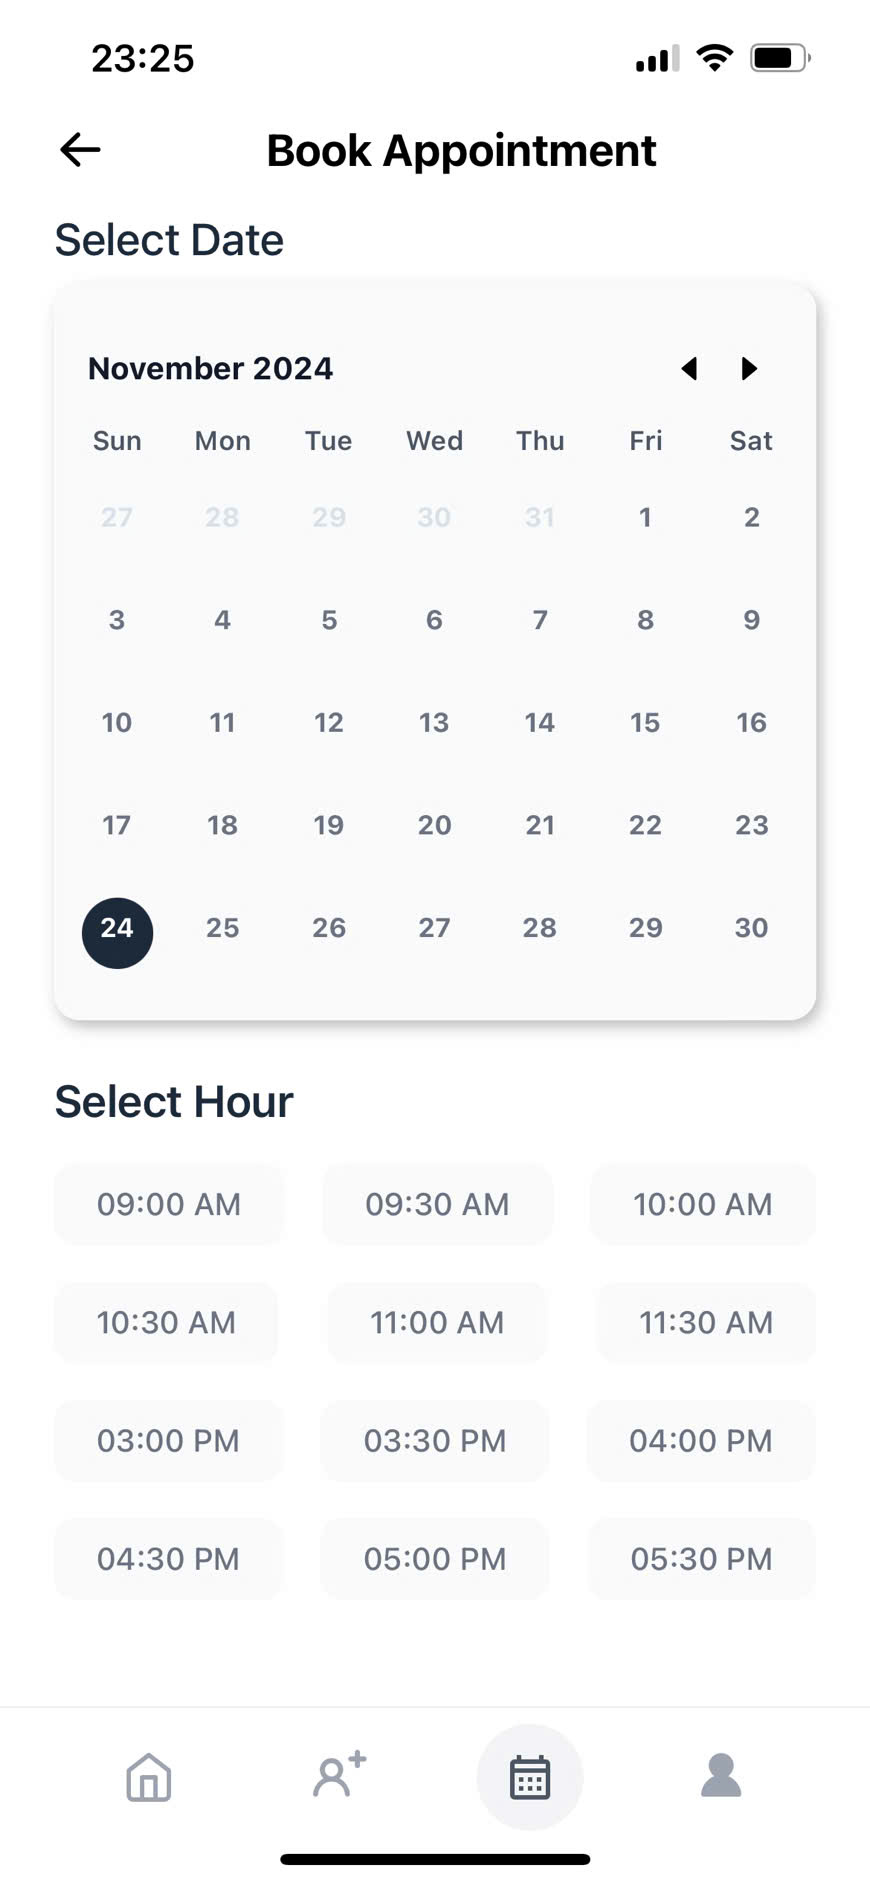 23:25
Book Appointment
Select Date
November 2024
Sun Mon Tue Wed Thu Fri Sat
27 28 29 30 31 1 2
3 4 5 6 7 8 9
10 11 12 13 14 15 16
17 18 19 20 21 22 23
24 25 26 27 28 29 30
Select Hour
09:00 AM 09:30 AM 10:00 AM
10:30 AM 11:00 AM 11:30 AM
03:00 PM 03:30 PM 04:00 PM
04:30 PM 05:00 PM 05:30 PM